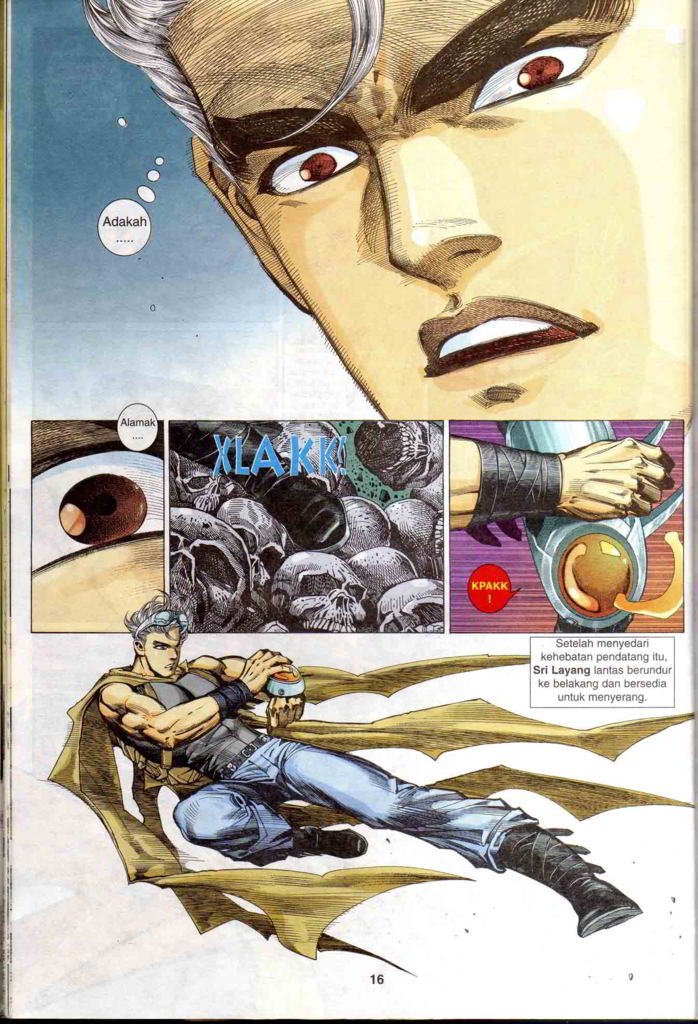 Adakah
.....
Alamak
....
XLAKK!
KPAKK
!
Setelah menyedari
kehebatan pendatang itu,
Sri Layang lantas berundur
ke belakang dan bersedia
untuk menyerang.
16